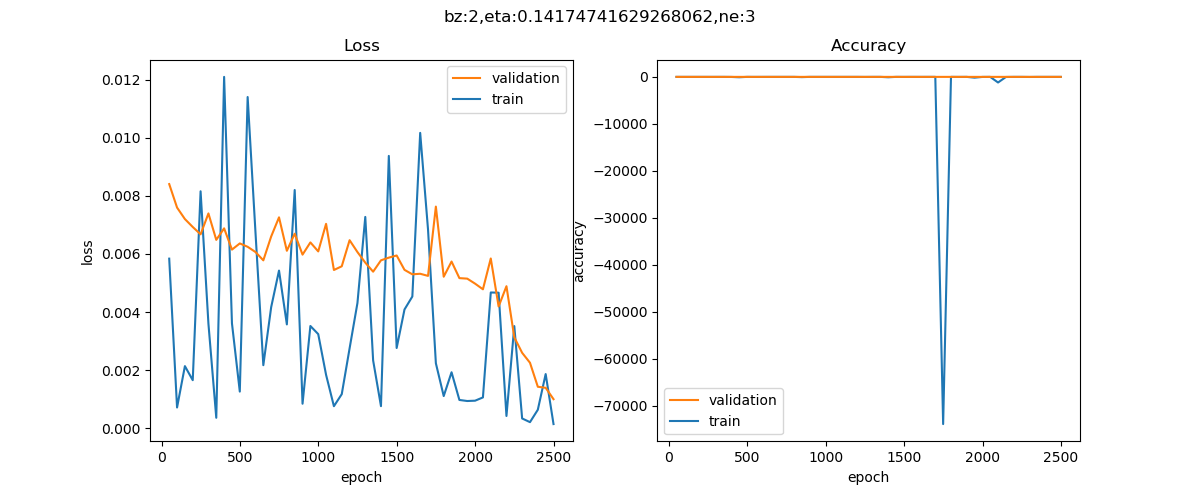 bz:2,eta:0.14174741629268062,ne:3
Loss
0.012
0.010
0.008
0.006
0.004
0.002
0.000
loss
validation
train
0
500
1000
1500
2000
2500
epoch
Accuracy
0
−10000
−20000
−30000
−40000
−50000
−60000
−70000
accuracy
validation
train
0
500
1000
1500
2000
2500
epoch